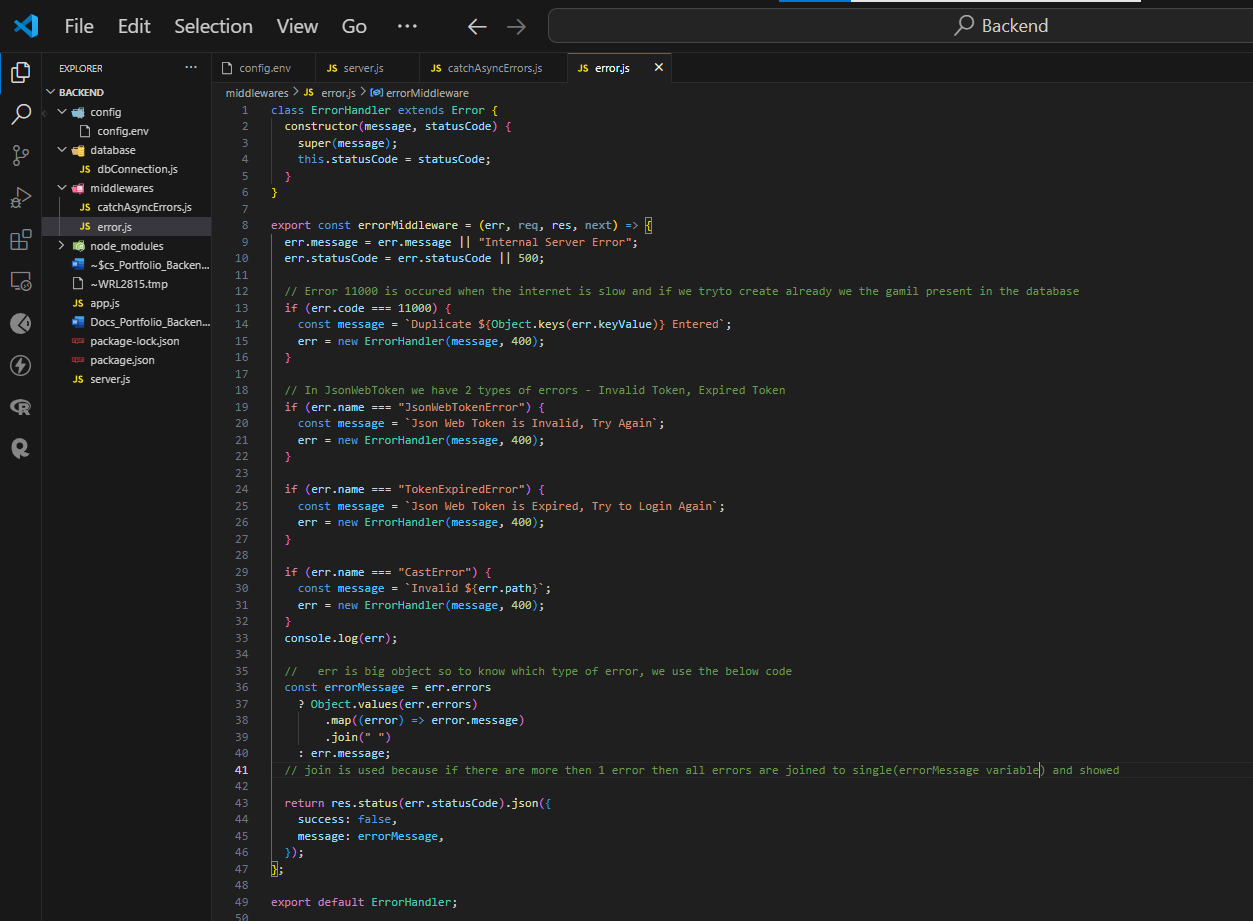 File Edit Selection View Go ··· ← → Backend
EXPLORER ···
BACKEND
config
config.env
database
JS dbConnection.js
middlewares
JS catchAsyncErrors.js
JS error.js
node_modules
~$cs_Portfolio_Backen...
~WRL2815.tmp
JS app.js
Docs_Portfolio_Backen...
package-lock.json
package.json
JS server.js
config.env JS server.js JS catchAsyncErrors.js JS error.js ×
middlewares > JS error.js > errorMiddleware
1 class ErrorHandler extends Error {
2   constructor(message, statusCode) {
3     super(message);
4     this.statusCode = statusCode;
5   }
6 }
7
8 export const errorMiddleware = (err, req, res, next) => {
9   err.message = err.message || "Internal Server Error";
10   err.statusCode = err.statusCode || 500;
11
12   // Error 11000 is occured when the internet is slow and if we tryto create already we the gamil present in the database
13   if (err.code === 11000) {
14     const message = `Duplicate ${Object.keys(err.keyValue)} Entered`;
15     err = new ErrorHandler(message, 400);
16   }
17
18   // In JsonWebToken we have 2 types of errors - Invalid Token, Expired Token
19   if (err.name === "JsonWebTokenError") {
20     const message = `Json Web Token is Invalid, Try Again`;
21     err = new ErrorHandler(message, 400);
22   }
23
24   if (err.name === "TokenExpiredError") {
25     const message = `Json Web Token is Expired, Try to Login Again`;
26     err = new ErrorHandler(message, 400);
27   }
28
29   if (err.name === "CastError") {
30     const message = `Invalid ${err.path}`;
31     err = new ErrorHandler(message, 400);
32   }
33   console.log(err);
34
35   //   err is big object so to know which type of error, we use the below code
36   const errorMessage = err.errors
37     ? Object.values(err.errors)
38         .map((error) => error.message)
39         .join(" ")
40     : err.message;
41   // join is used because if there are more then 1 error then all errors are joined to single(errorMessage variable) and showed
42
43   return res.status(err.statusCode).json({
44     success: false,
45     message: errorMessage,
46   });
47 };
48
49 export default ErrorHandler;
50